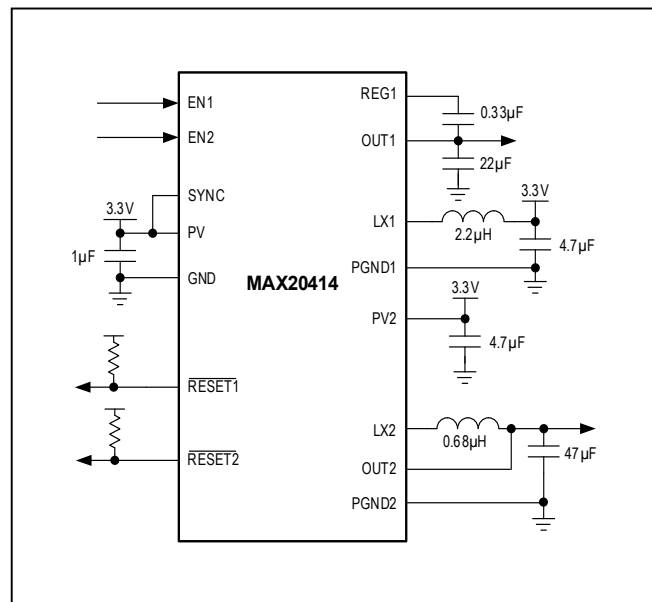 REG1
EN1
0.33µF
EN2
OUT1
22µF
SYNC
3.3V
3.3V
LX1
PV
2.2µH
4.7µF
1µF
PGND1
GND
MAX20414
3.3V
PV2
4.7µF
RESET1
LX2
0.68µH
RESET2
OUT2
47µF
PGND2